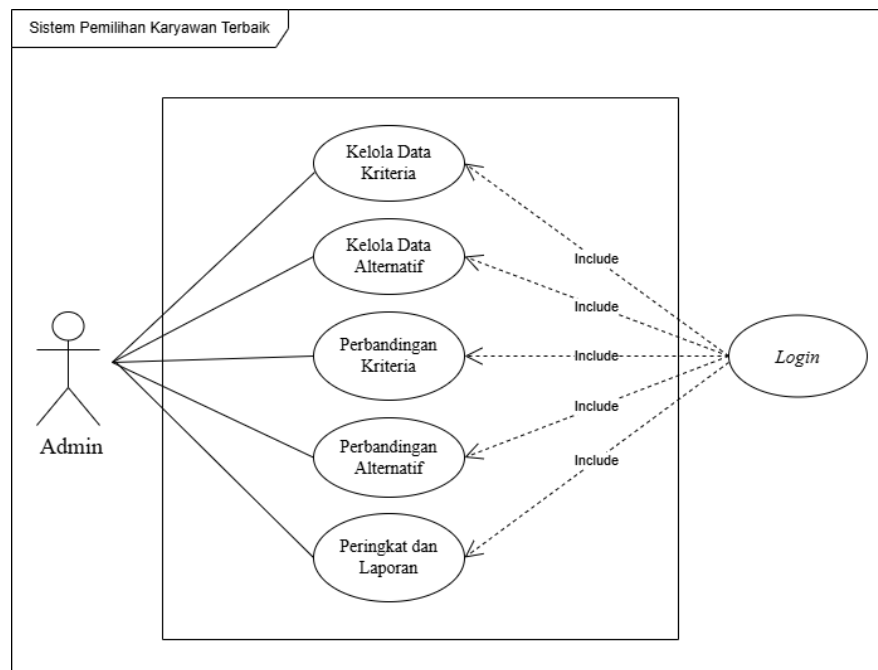 Sistem Pemilihan Karyawan Terbaik
Kelola Data
Kriteria
Kelola Data
Alternatif
Perbandingan
Kriteria
Perbandingan
Alternatif
Peringkat dan
Laporan
Admin
Include
Include
Include
Include
Include
Login